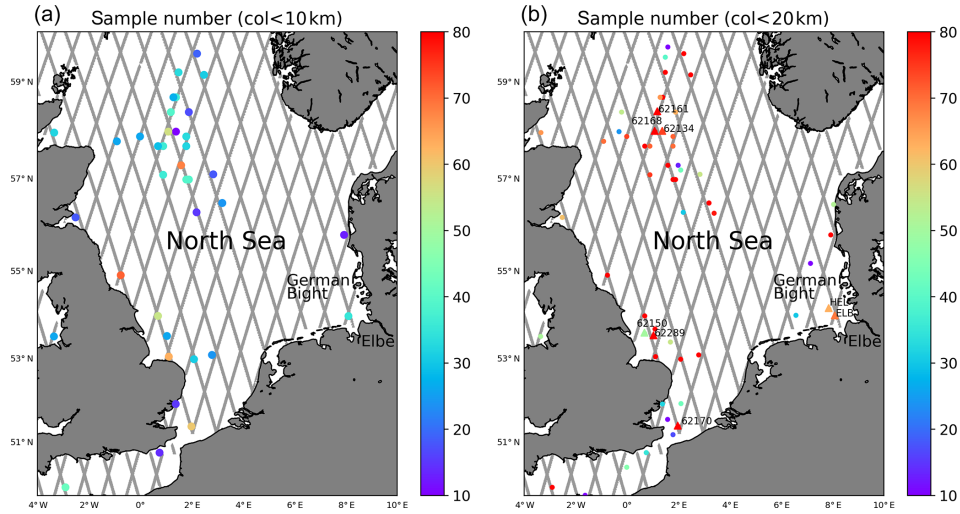 (a)
Sample number (col<10km)
59°N
57°N
55°N
53°N
51°N
4°W
2°W
0°
2°E
4°E
6°E
8°E
10°E
North Sea
German
Bight
Elbe
80
70
60
50
40
30
20
10
(b)
Sample number (col<20km)
59°N
57°N
55°N
53°N
51°N
4°W
2°W
0°
2°E
4°E
6°E
8°E
10°E
62161
62168
62134
North Sea
German
Bight
HEL
ELB
Elbe
62150
62289
62170
80
70
60
50
40
30
20
10